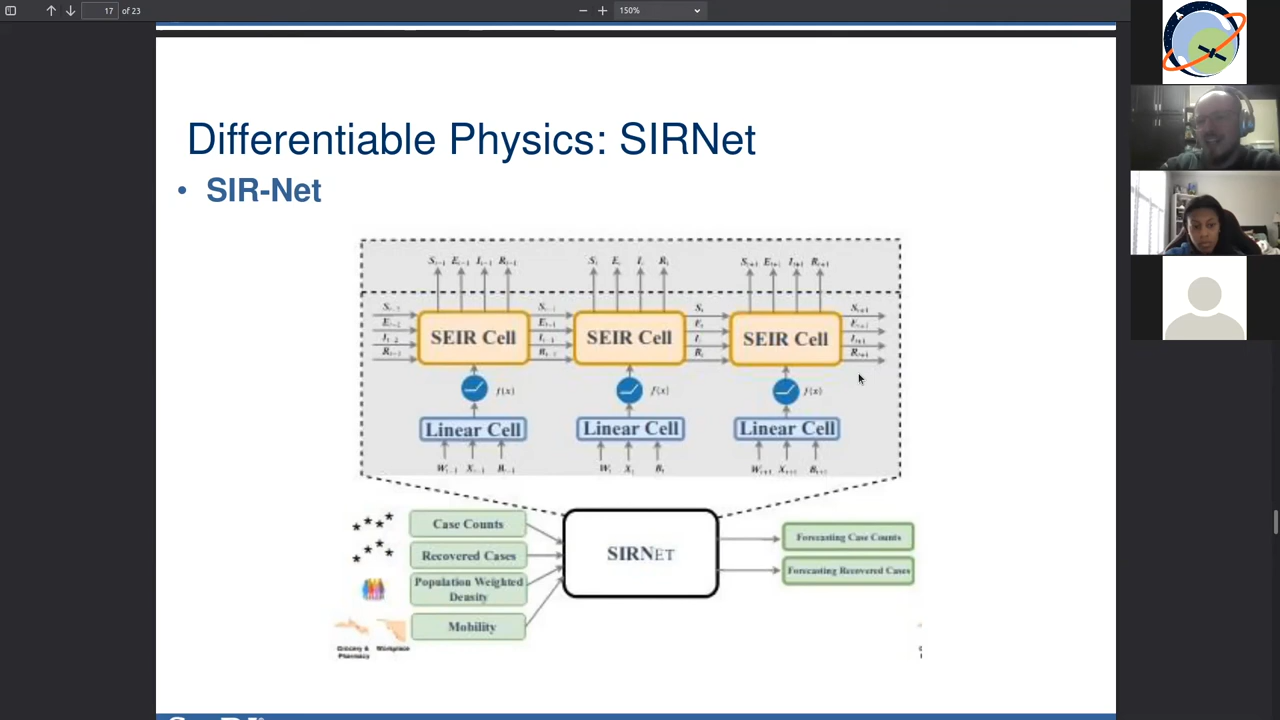 17 of 23
150%
Differentiable Physics: SIRNet
• SIR-Net
SEIR Cell SEIR Cell SEIR Cell
f(x) f(x) f(x)
Linear Cell Linear Cell Linear Cell
Case Counts
Recovered Cases
Population Weighted
Density
Mobility
SIRNET
Forecasting Case Counts
Forecasting Recovered Cases
Grocery & Workplace
Pharmacy